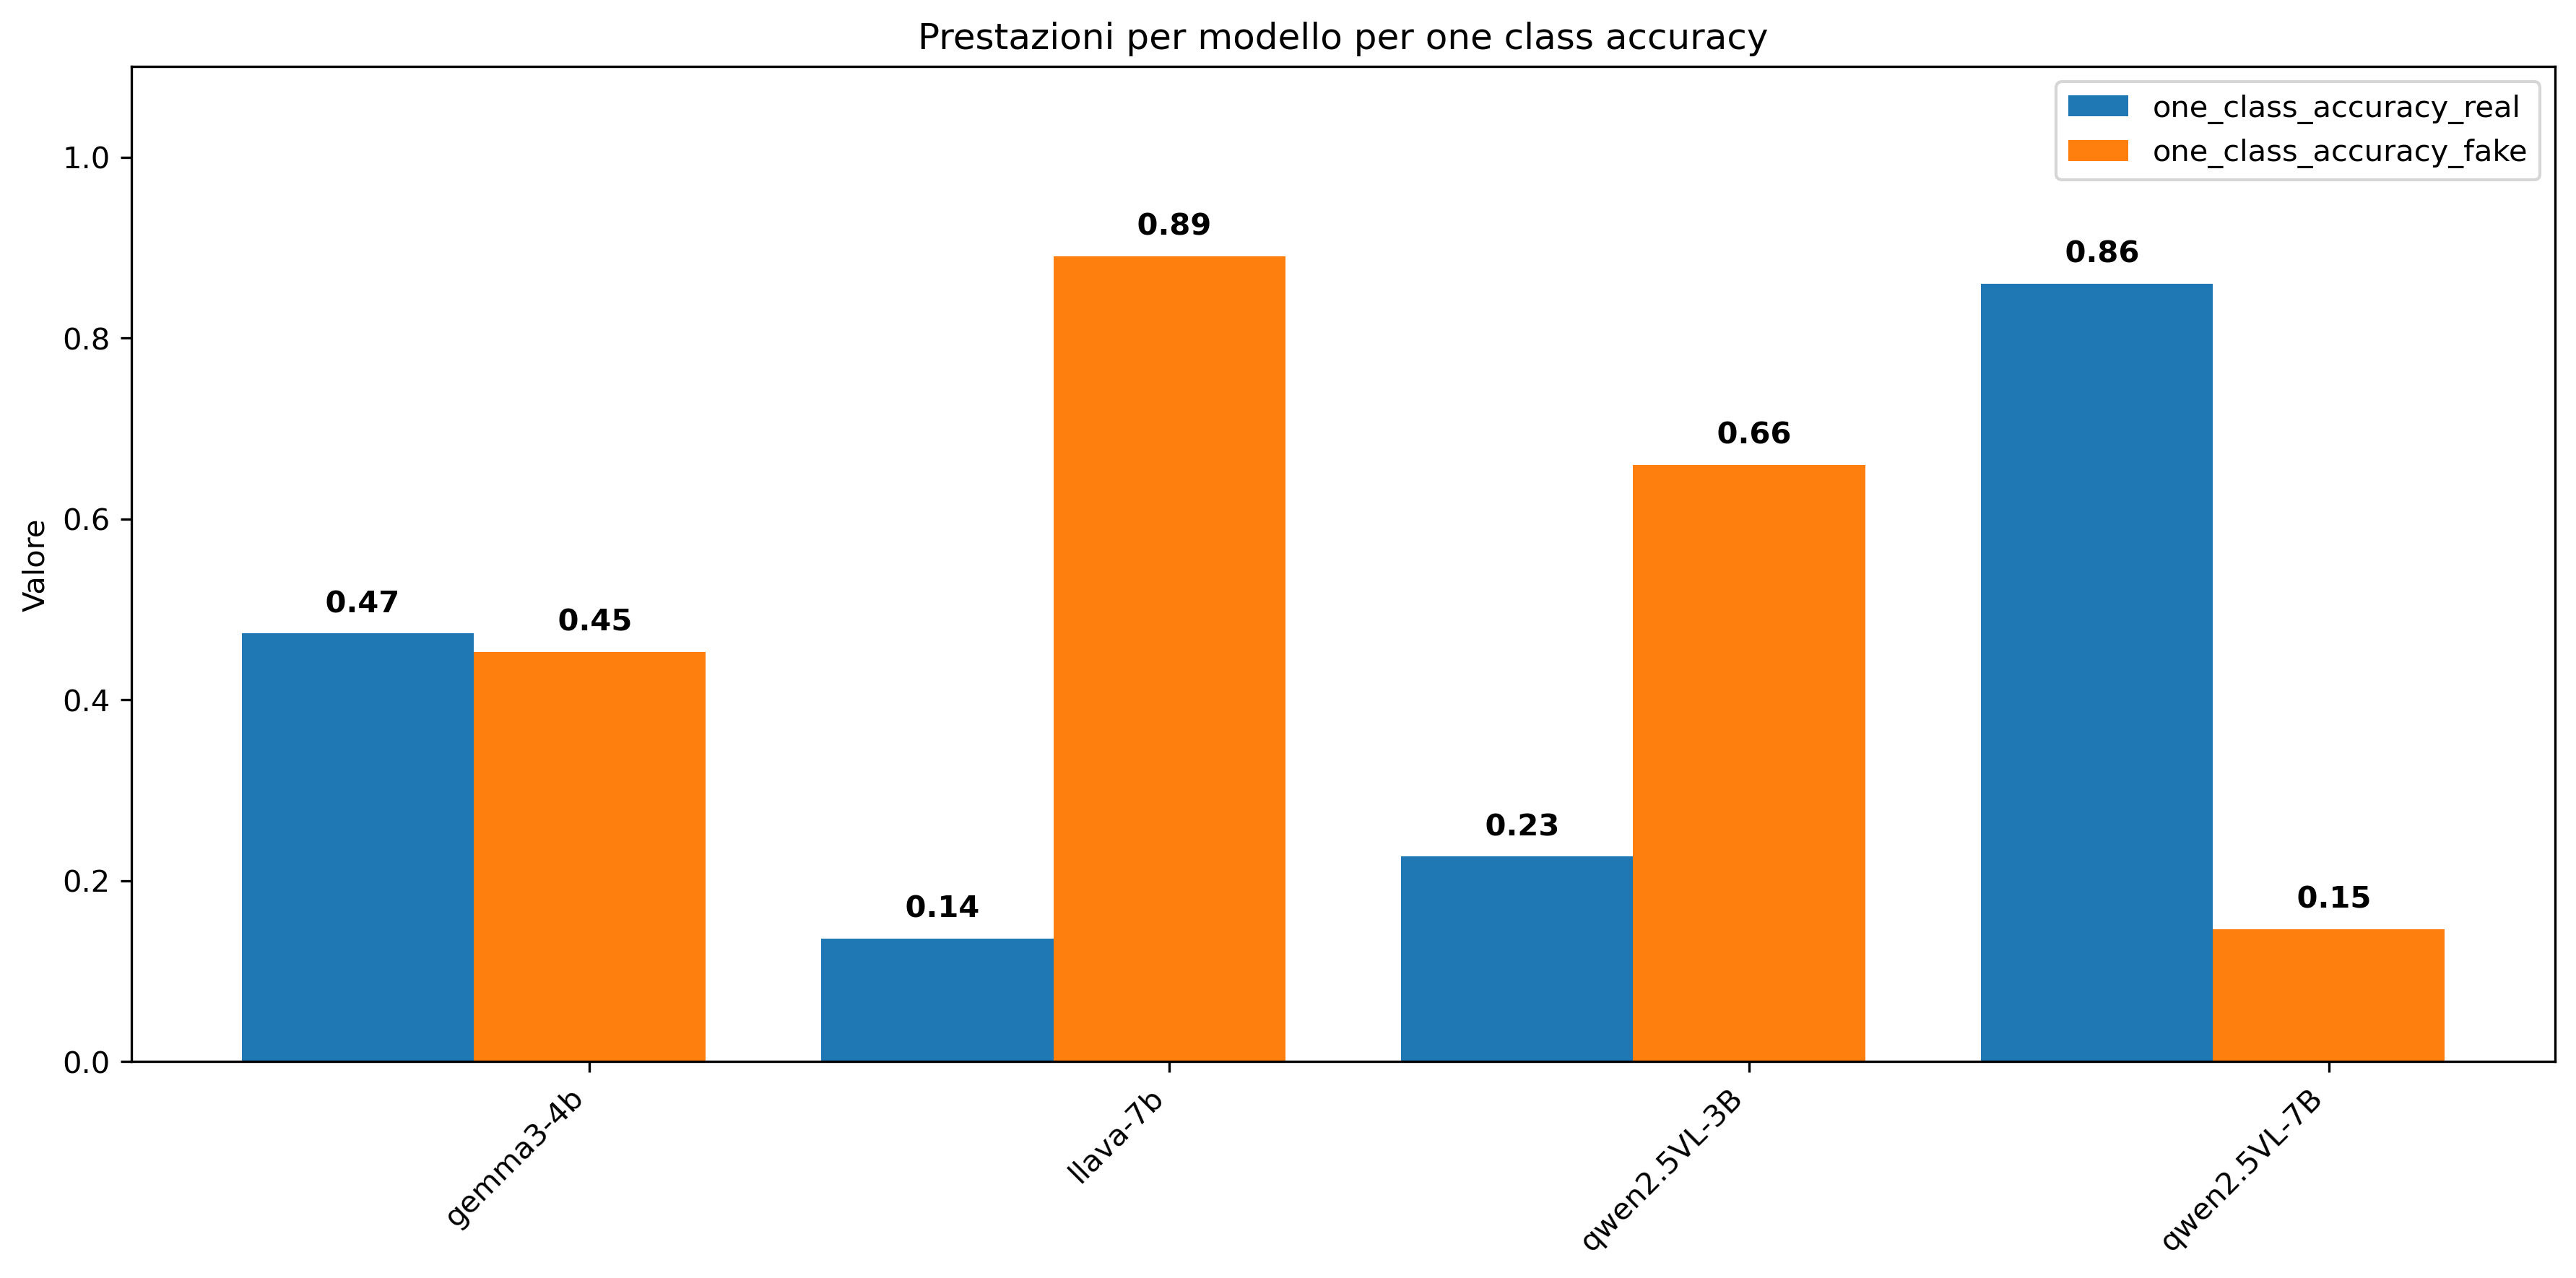 Prestazioni per modello per one class accuracy
one_class_accuracy_real
one_class_accuracy_fake
Valore
1.0
0.8
0.6
0.4
0.2
0.0
0.47
0.45
0.14
0.89
0.23
0.66
0.86
0.15
gemma3-4b
llava-7b
qwen2.5VL-3B
qwen2.5VL-7B